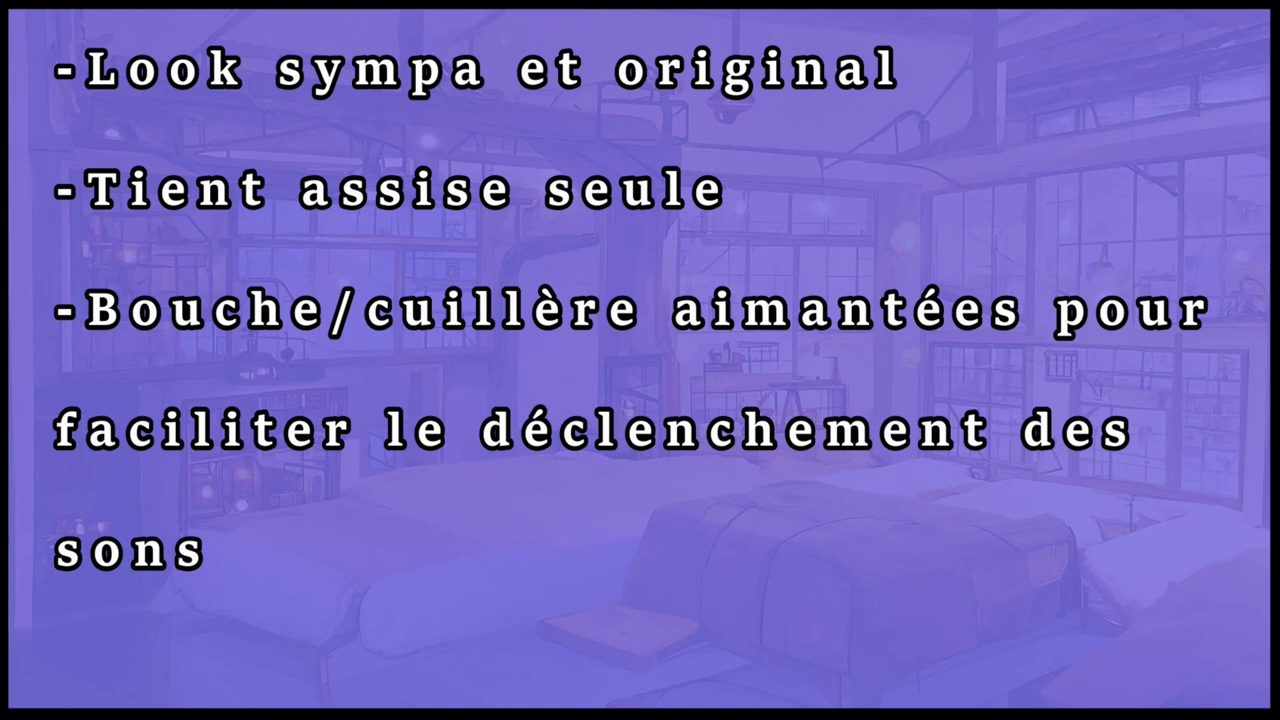 -Look sympa et original
-Tient assise seule
-Bouche/cuillère aimantées pour
faciliter le déclenchement des
sons